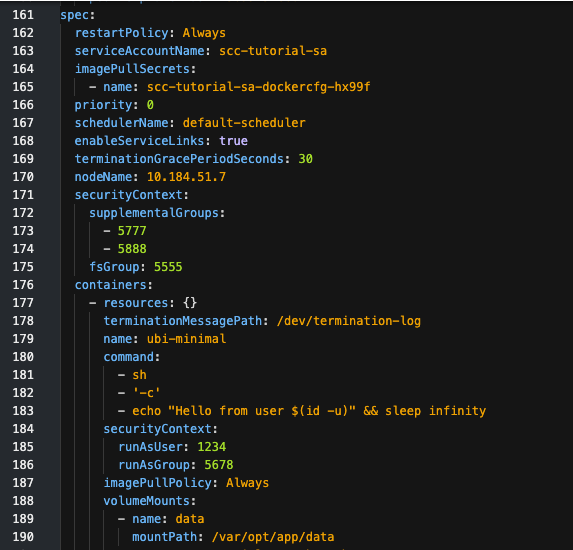 161 spec:
162   restartPolicy: Always
163   serviceAccountName: scc-tutorial-sa
164   imagePullSecrets:
165     - name: scc-tutorial-sa-dockercfg-hx99f
166   priority: 0
167   schedulerName: default-scheduler
168   enableServiceLinks: true
169   terminationGracePeriodSeconds: 30
170   nodeName: 10.184.51.7
171   securityContext:
172     supplementalGroups:
173       - 5777
174       - 5888
175     fsGroup: 5555
176   containers:
177     - resources: {}
178       terminationMessagePath: /dev/termination-log
179       name: ubi-minimal
180       command:
181         - sh
182         - '-c'
183         - echo "Hello from user $(id -u)" && sleep infinity
184       securityContext:
185         runAsUser: 1234
186         runAsGroup: 5678
187       imagePullPolicy: Always
188       volumeMounts:
189         - name: data
190           mountPath: /var/opt/app/data